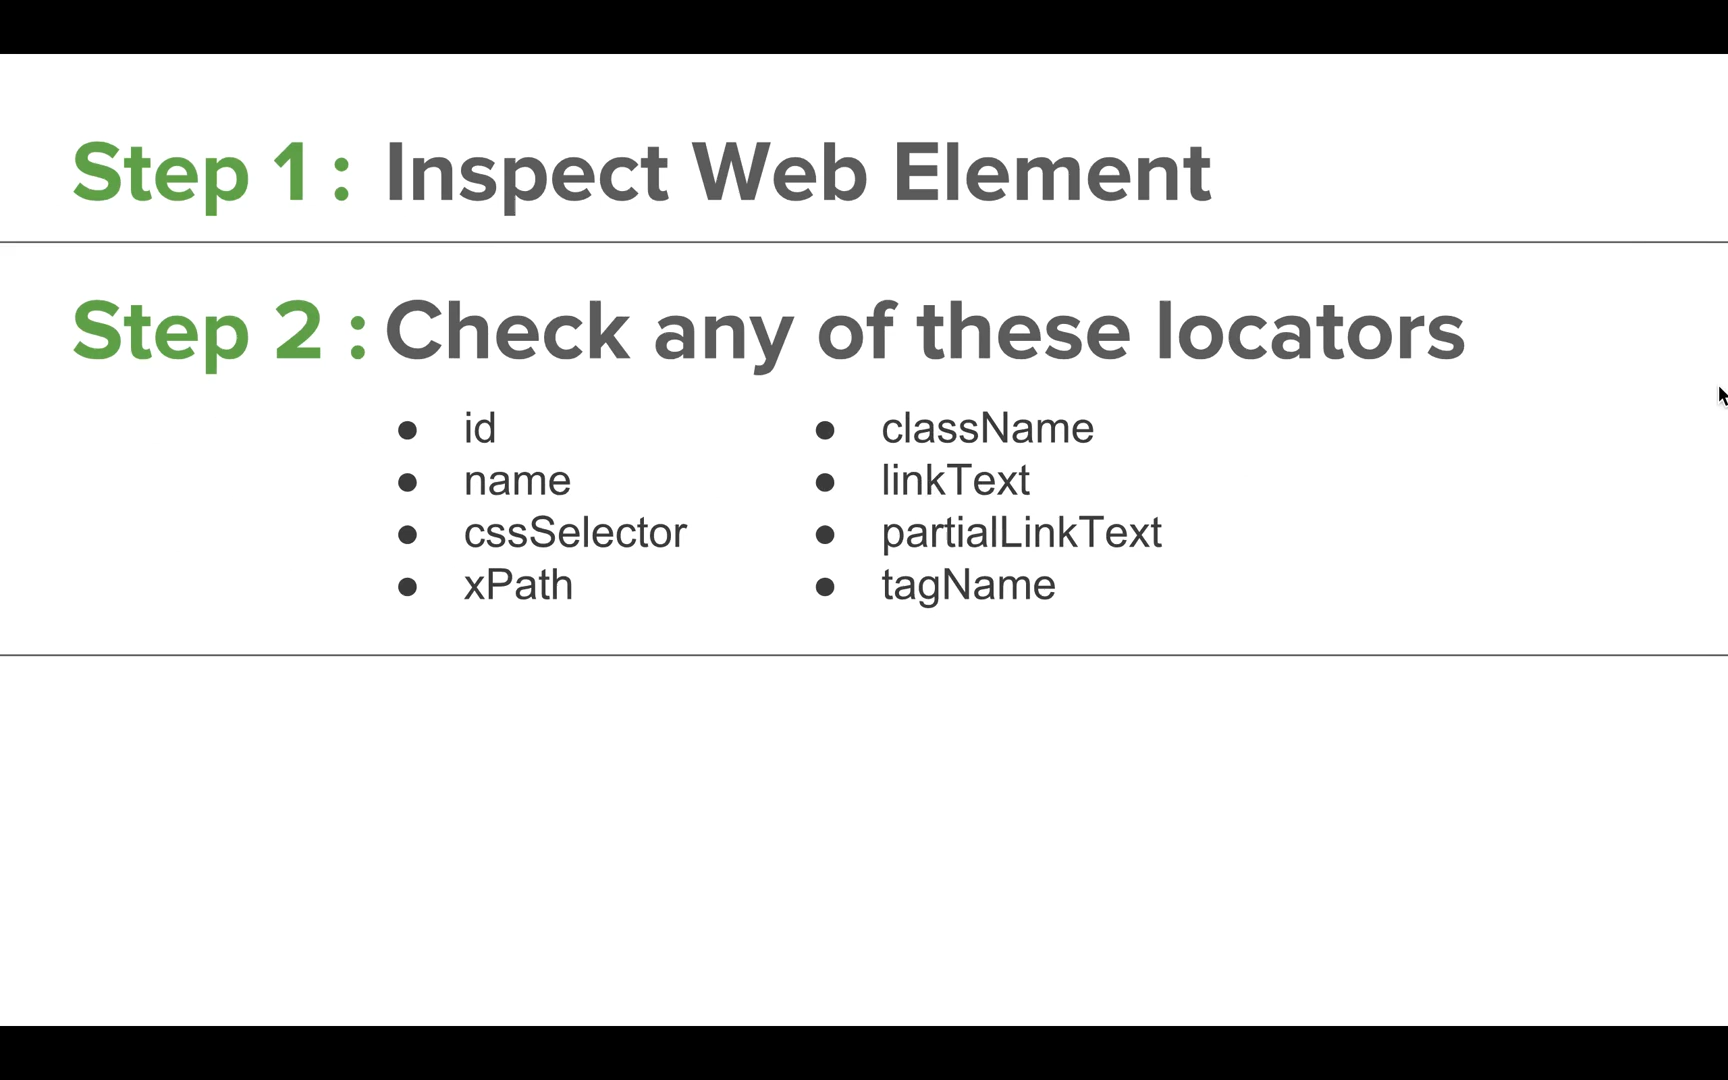 Step 1 : Inspect Web Element
Step 2 : Check any of these locators
● id
● name
● cssSelector
● xPath
● className
● linkText
● partialLinkText
● tagName